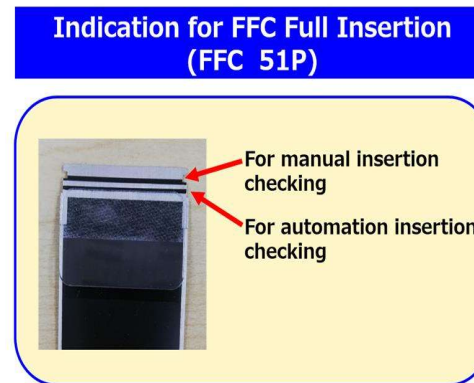 Indication for FFC Full Insertion
(FFC 51P)
For manual insertion
checking
For automation insertion
checking